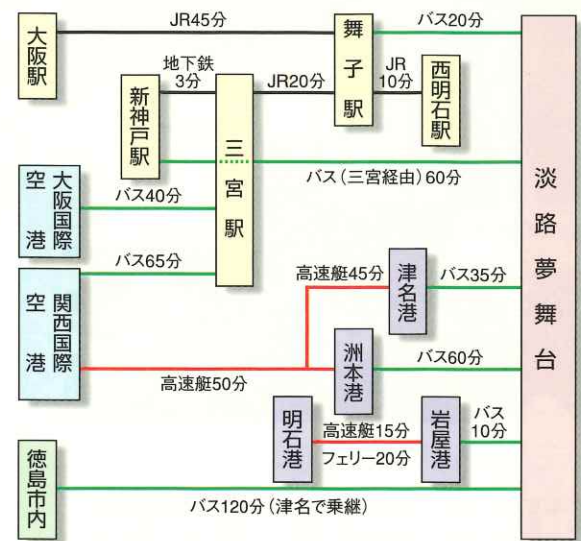 大阪駅
JR45分
舞子駅
バス20分
新神戸駅
地下鉄
3分
三宮駅
JR20分
JR
10分
西明石駅
淡路夢舞台
バス(三宮経由)60分
大阪国際
空港
バス40分
関西国際
空港
バス65分
高速艇45分
津名港
バス35分
高速艇50分
洲本港
バス60分
明石港
高速艇15分
フェリー20分
岩屋港
バス
10分
徳島市内
バス120分(津名で乗継)